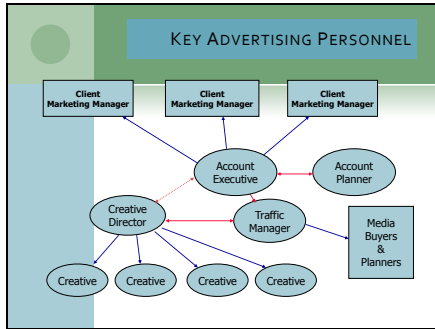 KEY ADVERTISING PERSONNEL
Client
Marketing Manager
Client
Marketing Manager
Client
Marketing Manager
Account
Executive
Account
Planner
Creative
Director
Traffic
Manager
Media
Buyers
&
Planners
Creative
Creative
Creative
Creative